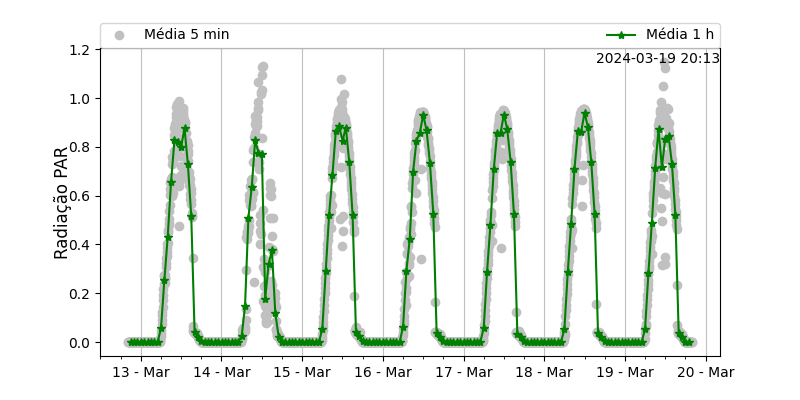 Média 5 min
Média 1 h
2024-03-19 20:13
Radiação PAR
1.2
1.0
0.8
0.6
0.4
0.2
0.0
13 - Mar
14 - Mar
15 - Mar
16 - Mar
17 - Mar
18 - Mar
19 - Mar
20 - Mar